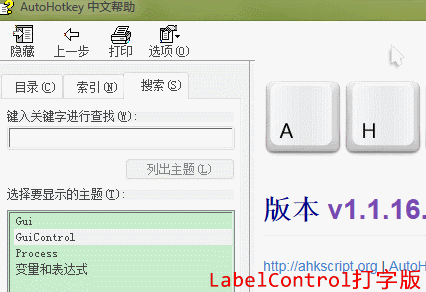 AutoHotkey 中文帮助
隐藏 上一步 打印 选项(O)
目录(C) 索引(N) 搜索(S)
键入关键字进行查找(W):
列出主题(L)
选择要显示的主题(T):
Gui
GuiControl
Process
变量和表达式
A H
版本 v1.1.16.
http://ahkscript.org | AutoH
LabelControl打字版